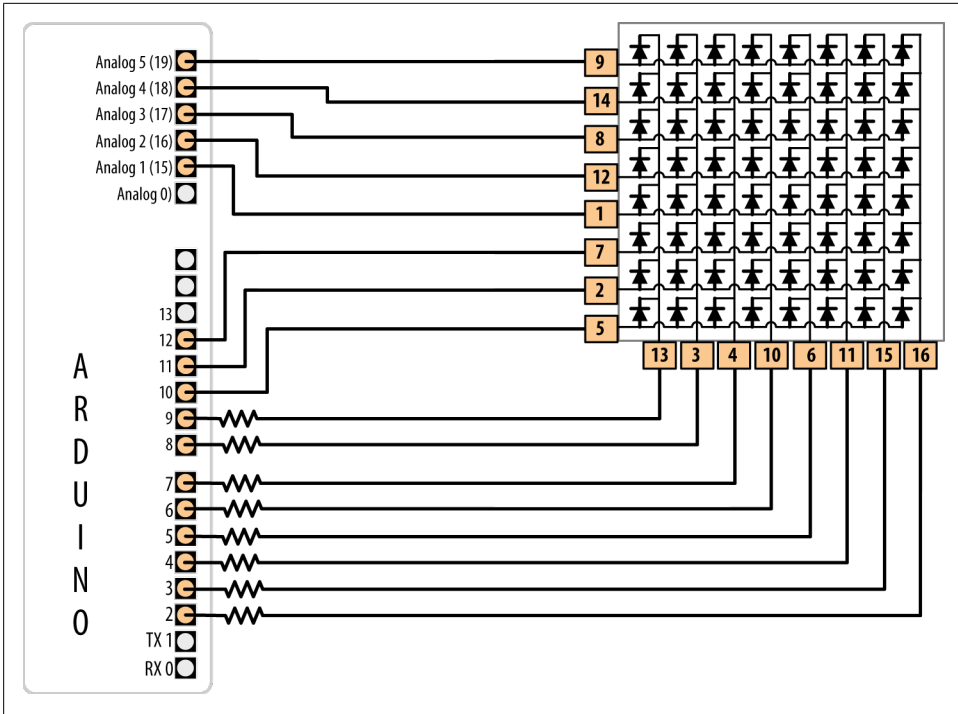 Analog 5 (19)
Analog 4 (18)
Analog 3 (17)
Analog 2 (16)
Analog 1 (15)
Analog 0)
13
12
11
10
9
8
7
6
5
4
3
2
TX 1
RX 0
ARDUINO
9
14
8
12
1
7
2
5
13 3 4 10 6 11 15 16